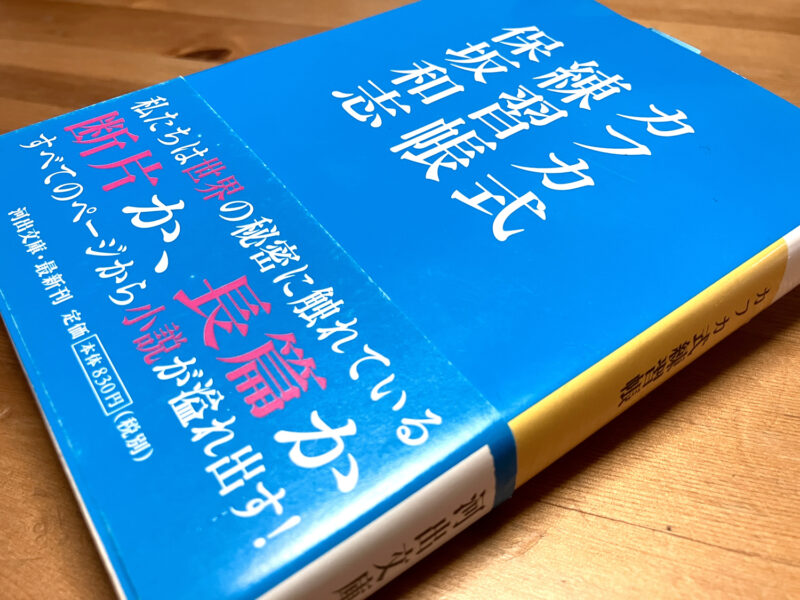 カフカ式
練習帳
保坂和志
私たちは世界の秘密に触れている
断片か、長篇か
すべてのページから小説が溢れ出す!
河出文庫・最新刊 定価 本体830円(税別)
カフカ式練習帳
河出文庫